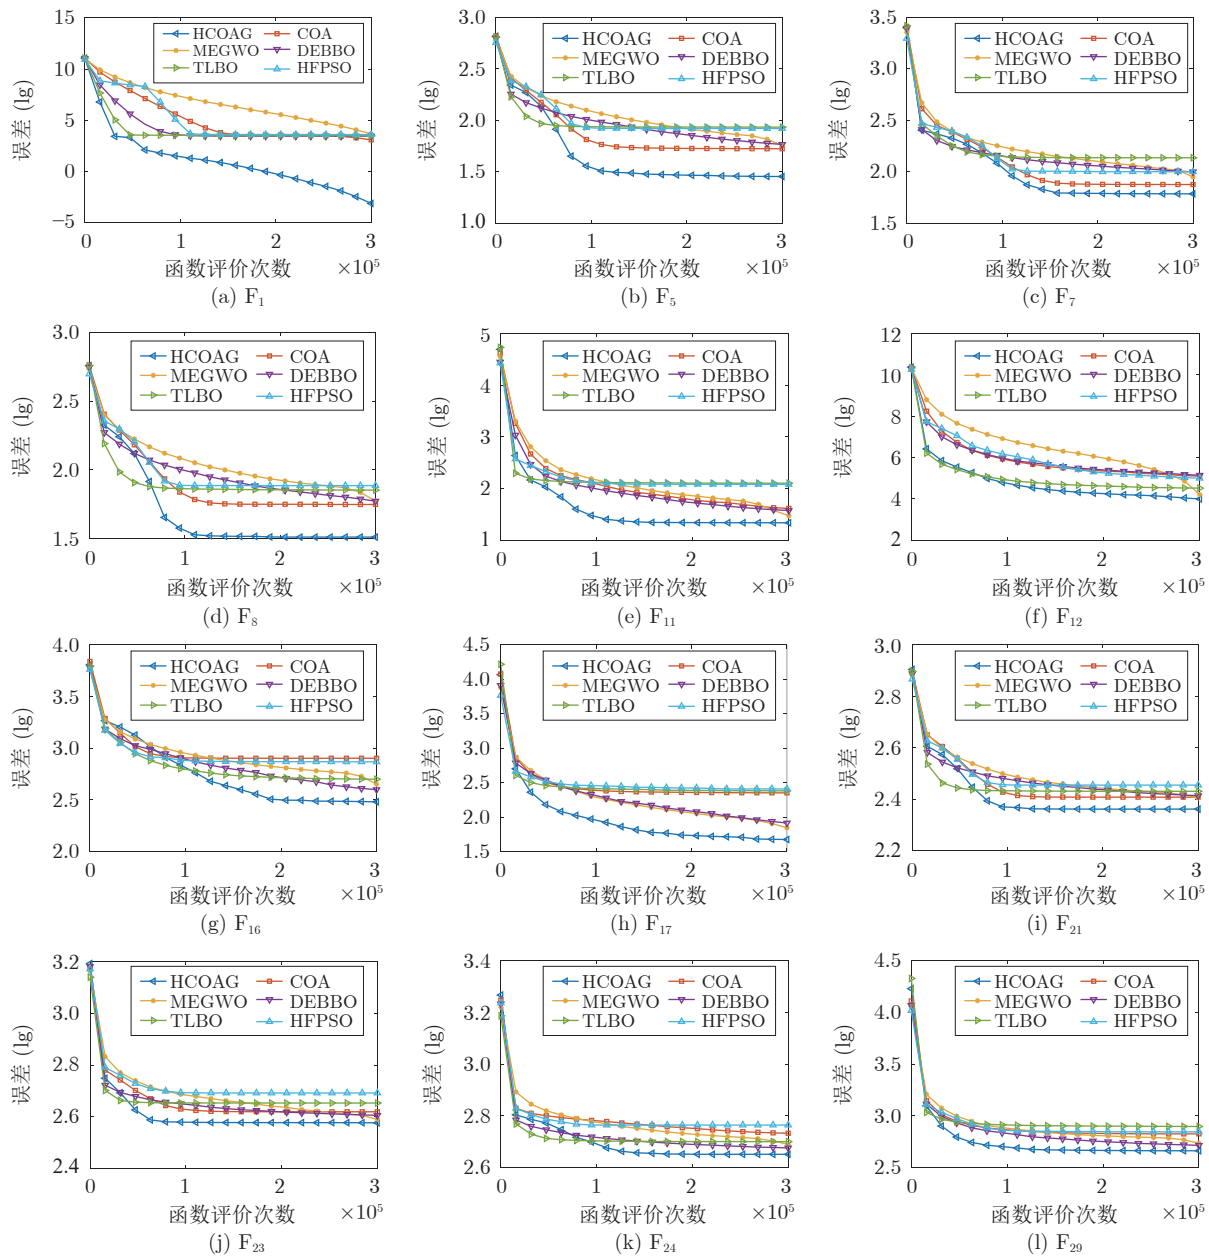 15
10
5
0
−5
误差 (lg)
HCOAG
COA
MEGWO
DEBBO
TLBO
HFPSO
0 1 2 3
函数评价次数 ×10⁵
(a) F₁
3.0
2.5
2.0
1.5
1.0
误差 (lg)
HCOAG
COA
MEGWO
DEBBO
TLBO
HFPSO
0 1 2 3
函数评价次数 ×10⁵
(b) F₅
3.5
3.0
2.5
2.0
1.5
误差 (lg)
HCOAG
COA
MEGWO
DEBBO
TLBO
HFPSO
0 1 2 3
函数评价次数 ×10⁵
(c) F₇
3.0
2.5
2.0
1.5
误差 (lg)
HCOAG
COA
MEGWO
DEBBO
TLBO
HFPSO
0 1 2 3
函数评价次数 ×10⁵
(d) F₈
5
4
3
2
1
误差 (lg)
HCOAG
COA
MEGWO
DEBBO
TLBO
HFPSO
0 1 2 3
函数评价次数 ×10⁵
(e) F₁₁
12
10
8
6
4
2
误差 (lg)
HCOAG
COA
MEGWO
DEBBO
TLBO
HFPSO
0 1 2 3
函数评价次数 ×10⁵
(f) F₁₂
4.0
3.5
3.0
2.5
2.0
误差 (lg)
HCOAG
COA
MEGWO
DEBBO
TLBO
HFPSO
0 1 2 3
函数评价次数 ×10⁵
(g) F₁₆
4.5
4.0
3.5
3.0
2.5
2.0
1.5
误差 (lg)
HCOAG
COA
MEGWO
DEBBO
TLBO
HFPSO
0 1 2 3
函数评价次数 ×10⁵
(h) F₁₇
3.0
2.8
2.6
2.4
2.2
误差 (lg)
HCOAG
COA
MEGWO
DEBBO
TLBO
HFPSO
0 1 2 3
函数评价次数 ×10⁵
(i) F₂₁
3.2
3.0
2.8
2.6
2.4
误差 (lg)
HCOAG
COA
MEGWO
DEBBO
TLBO
HFPSO
0 1 2 3
函数评价次数 ×10⁵
(j) F₂₃
3.4
3.2
3.0
2.8
2.6
误差 (lg)
HCOAG
COA
MEGWO
DEBBO
TLBO
HFPSO
0 1 2 3
函数评价次数 ×10⁵
(k) F₂₄
4.5
4.0
3.5
3.0
2.5
误差 (lg)
HCOAG
COA
MEGWO
DEBBO
TLBO
HFPSO
0 1 2 3
函数评价次数 ×10⁵
(l) F₂₉